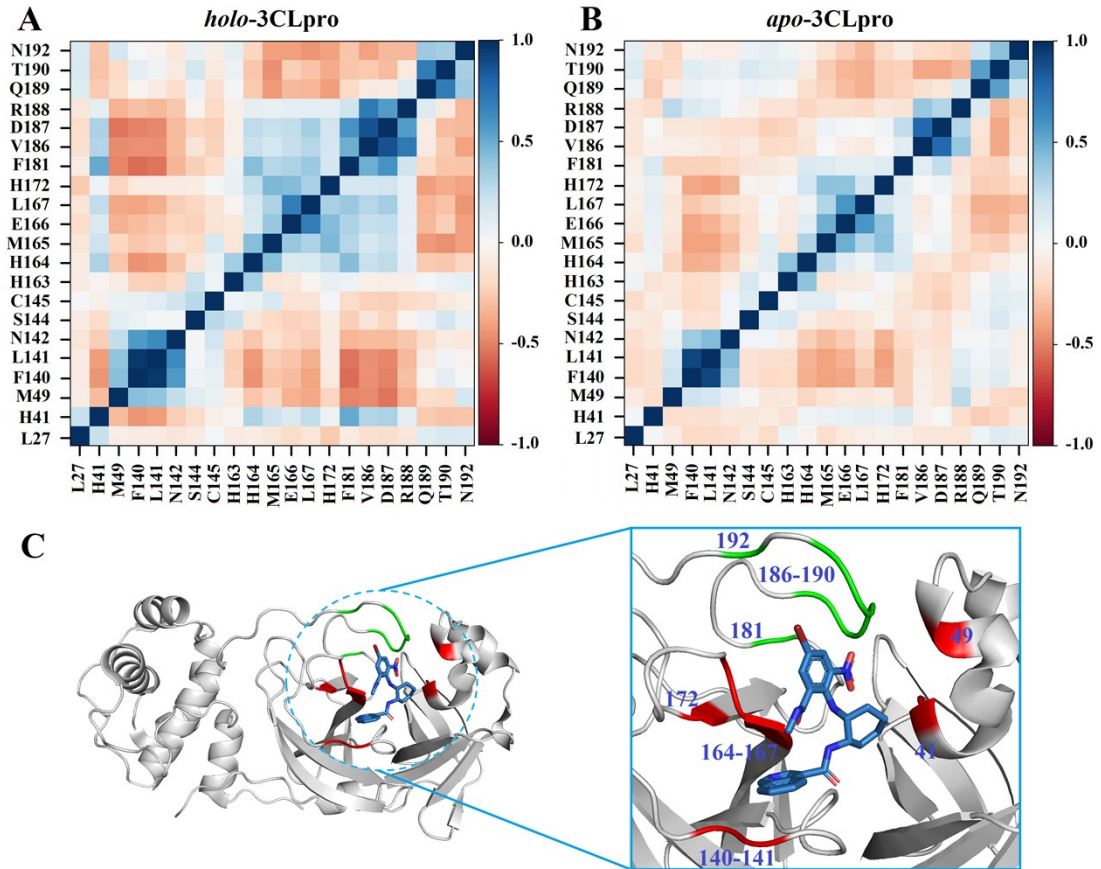 A
holo-3CLpro
B
apo-3CLpro
N192
T190
Q189
R188
D187
V186
F181
H172
L167
E166
M165
H164
H163
C145
S144
N142
L141
F140
M49
H41
L27
L27
H41
M49
F140
L141
N142
S144
C145
H163
H164
M165
E166
L167
H172
F181
V186
D187
R188
Q189
T190
N192
1.0
0.5
0.0
-0.5
-1.0
N192
T190
Q189
R188
D187
V186
F181
H172
L167
E166
M165
H164
H163
C145
S144
N142
L141
F140
M49
H41
L27
L27
H41
M49
F140
L141
N142
S144
C145
H163
H164
M165
E166
L167
H172
F181
V186
D187
R188
Q189
T190
N192
1.0
0.5
0.0
-0.5
-1.0
C
192
186-190
181
49
172
164-167
41
140-141